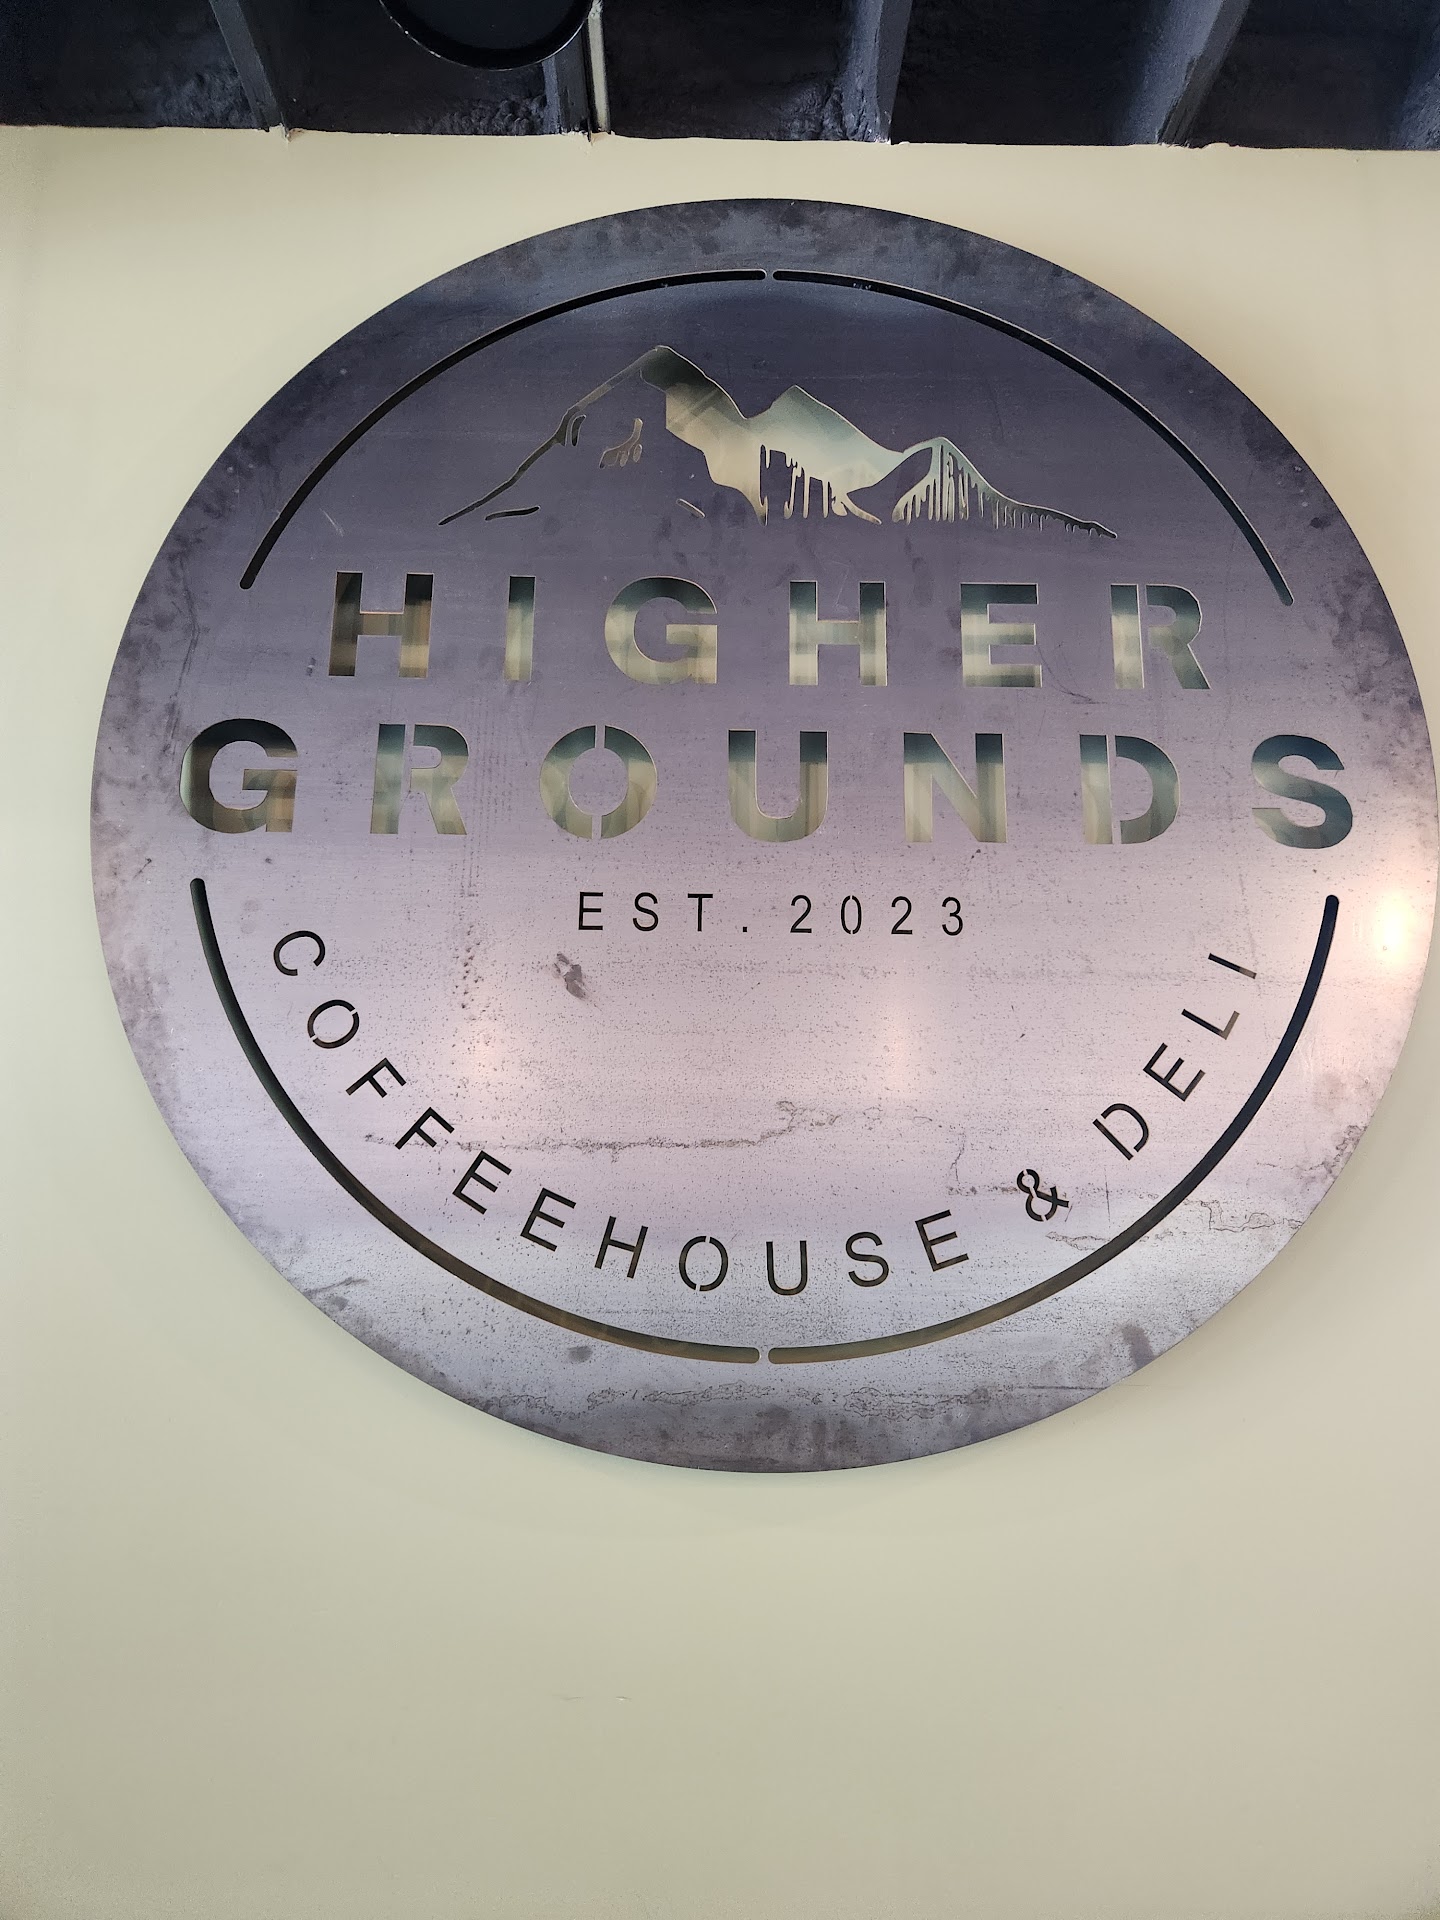 HIGHER
GROUNDS
EST. 2023
COFFEEHOUSE & DELI